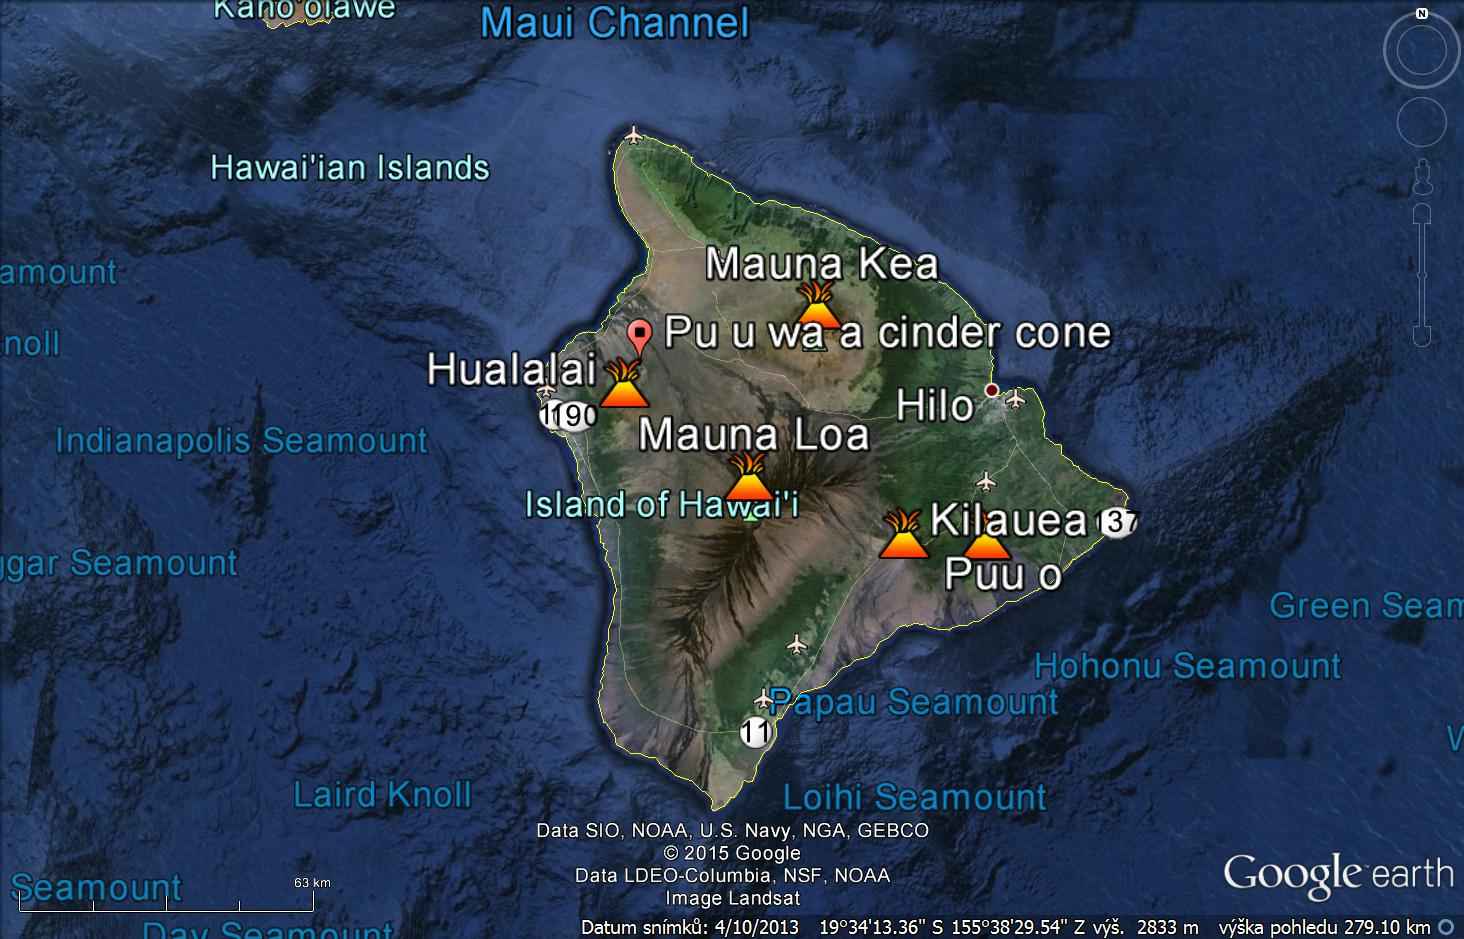 Kaho'olawe
Maui Channel
N
Hawai'ian Islands
Mauna Kea
amount
Pu u wa a cinder cone
noll
Hualalai
Hilo
190
Mauna Loa
Indianapolis Seamount
Island of Hawai'i
Kilauea
137
ggar Seamount
Puu o
Green Seam
Hohonu Seamount
Papau Seamount
11
W
Laird Knoll
Loihi Seamount
Data SIO, NOAA, U.S. Navy, NGA, GEBCO
© 2015 Google
Data LDEO-Columbia, NSF, NOAA
Image Landsat
Google earth
Seamount
63 km
Day Seamount
Datum snímků: 4/10/2013 19°34'13.36" S 155°38'29.54" Z výš. 2833 m výška pohledu 279.10 km